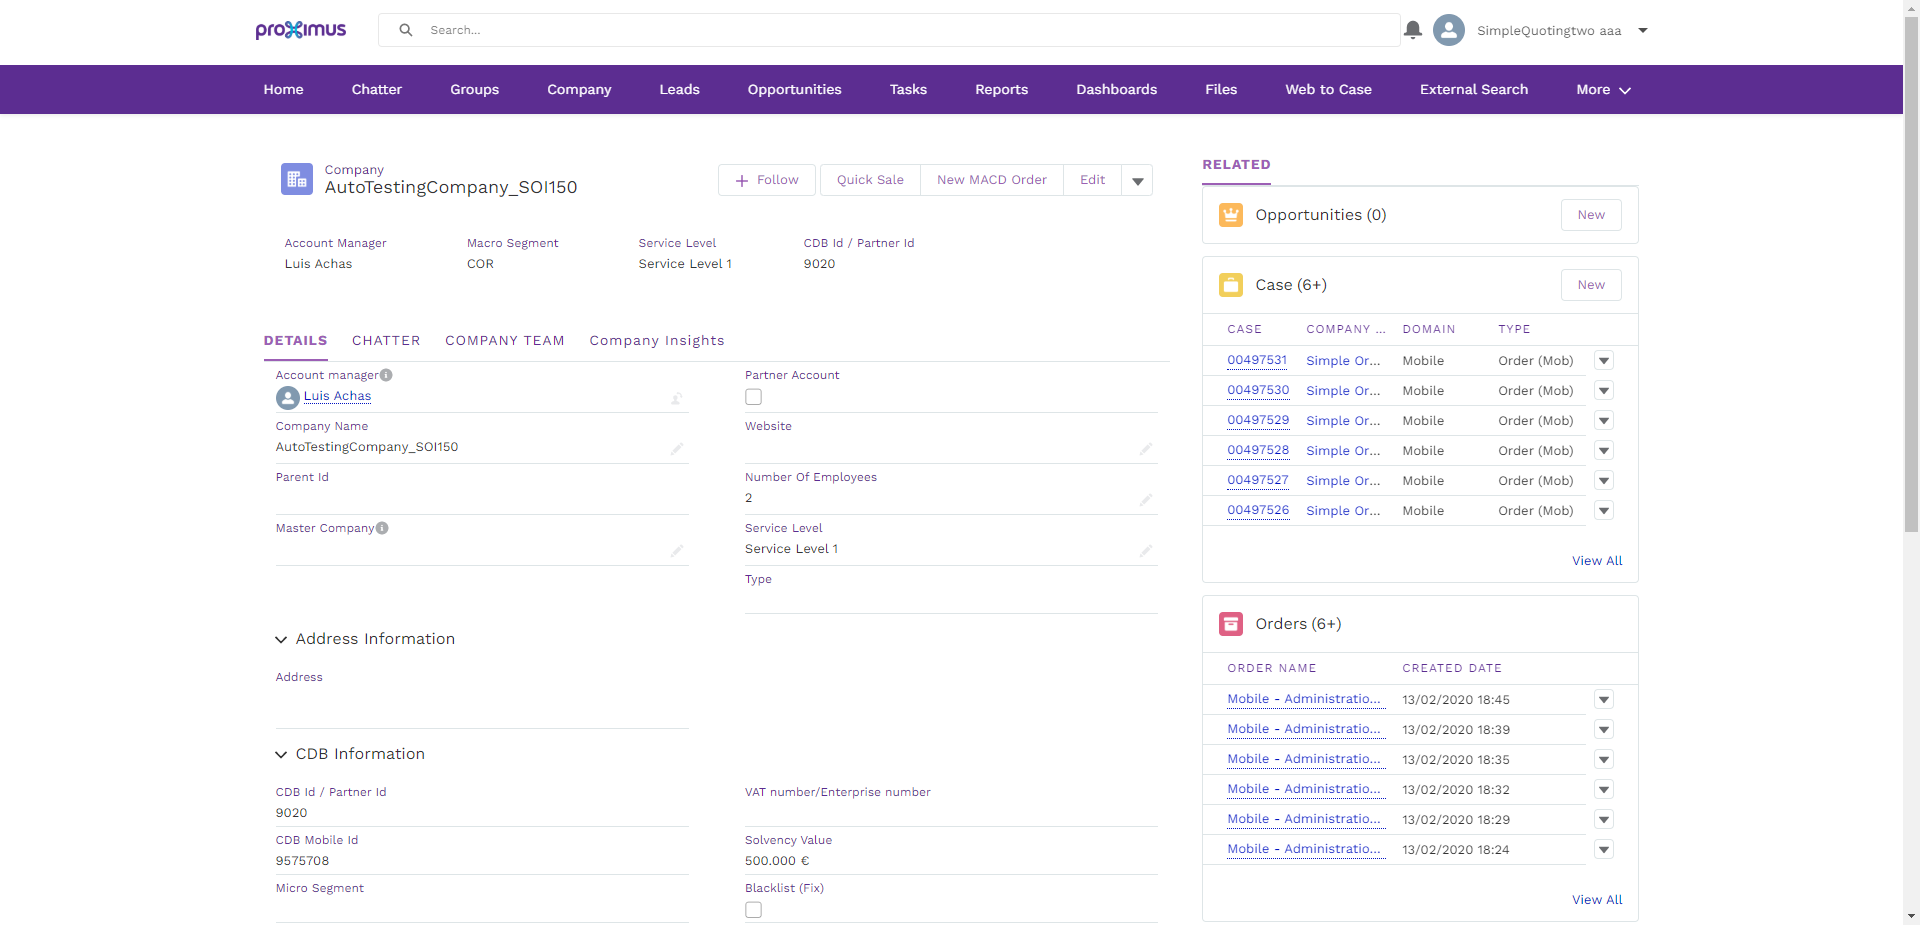 proximus
Search...
SimpleQuotingtwo aaa
Home Chatter Groups Company Leads Opportunities Tasks Reports Dashboards Files Web to Case External Search More
Company
AutoTestingCompany_SOI150
Follow Quick Sale New MACD Order Edit
Account Manager Macro Segment Service Level CDB Id / Partner Id
Luis Achas COR Service Level 1 9020
DETAILS CHATTER COMPANY TEAM Company Insights
Account manager
Luis Achas
Partner Account
Company Name
AutoTestingCompany_SOI150
Website
Parent Id
Number Of Employees
2
Master Company
Service Level
Service Level 1
Type
Address Information
Address
CDB Information
CDB Id / Partner Id
9020
VAT number/Enterprise number
CDB Mobile Id
9575708
Solvency Value
500.000 €
Micro Segment
Blacklist (Fix)
RELATED
Opportunities (0) New
Case (6+) New
CASE COMPANY ... DOMAIN TYPE
00497531 Simple Or... Mobile Order (Mob)
00497530 Simple Or... Mobile Order (Mob)
00497529 Simple Or... Mobile Order (Mob)
00497528 Simple Or... Mobile Order (Mob)
00497527 Simple Or... Mobile Order (Mob)
00497526 Simple Or... Mobile Order (Mob)
View All
Orders (6+)
ORDER NAME CREATED DATE
Mobile - Administratio... 13/02/2020 18:45
Mobile - Administratio... 13/02/2020 18:39
Mobile - Administratio... 13/02/2020 18:35
Mobile - Administratio... 13/02/2020 18:32
Mobile - Administratio... 13/02/2020 18:29
Mobile - Administratio... 13/02/2020 18:24
View All